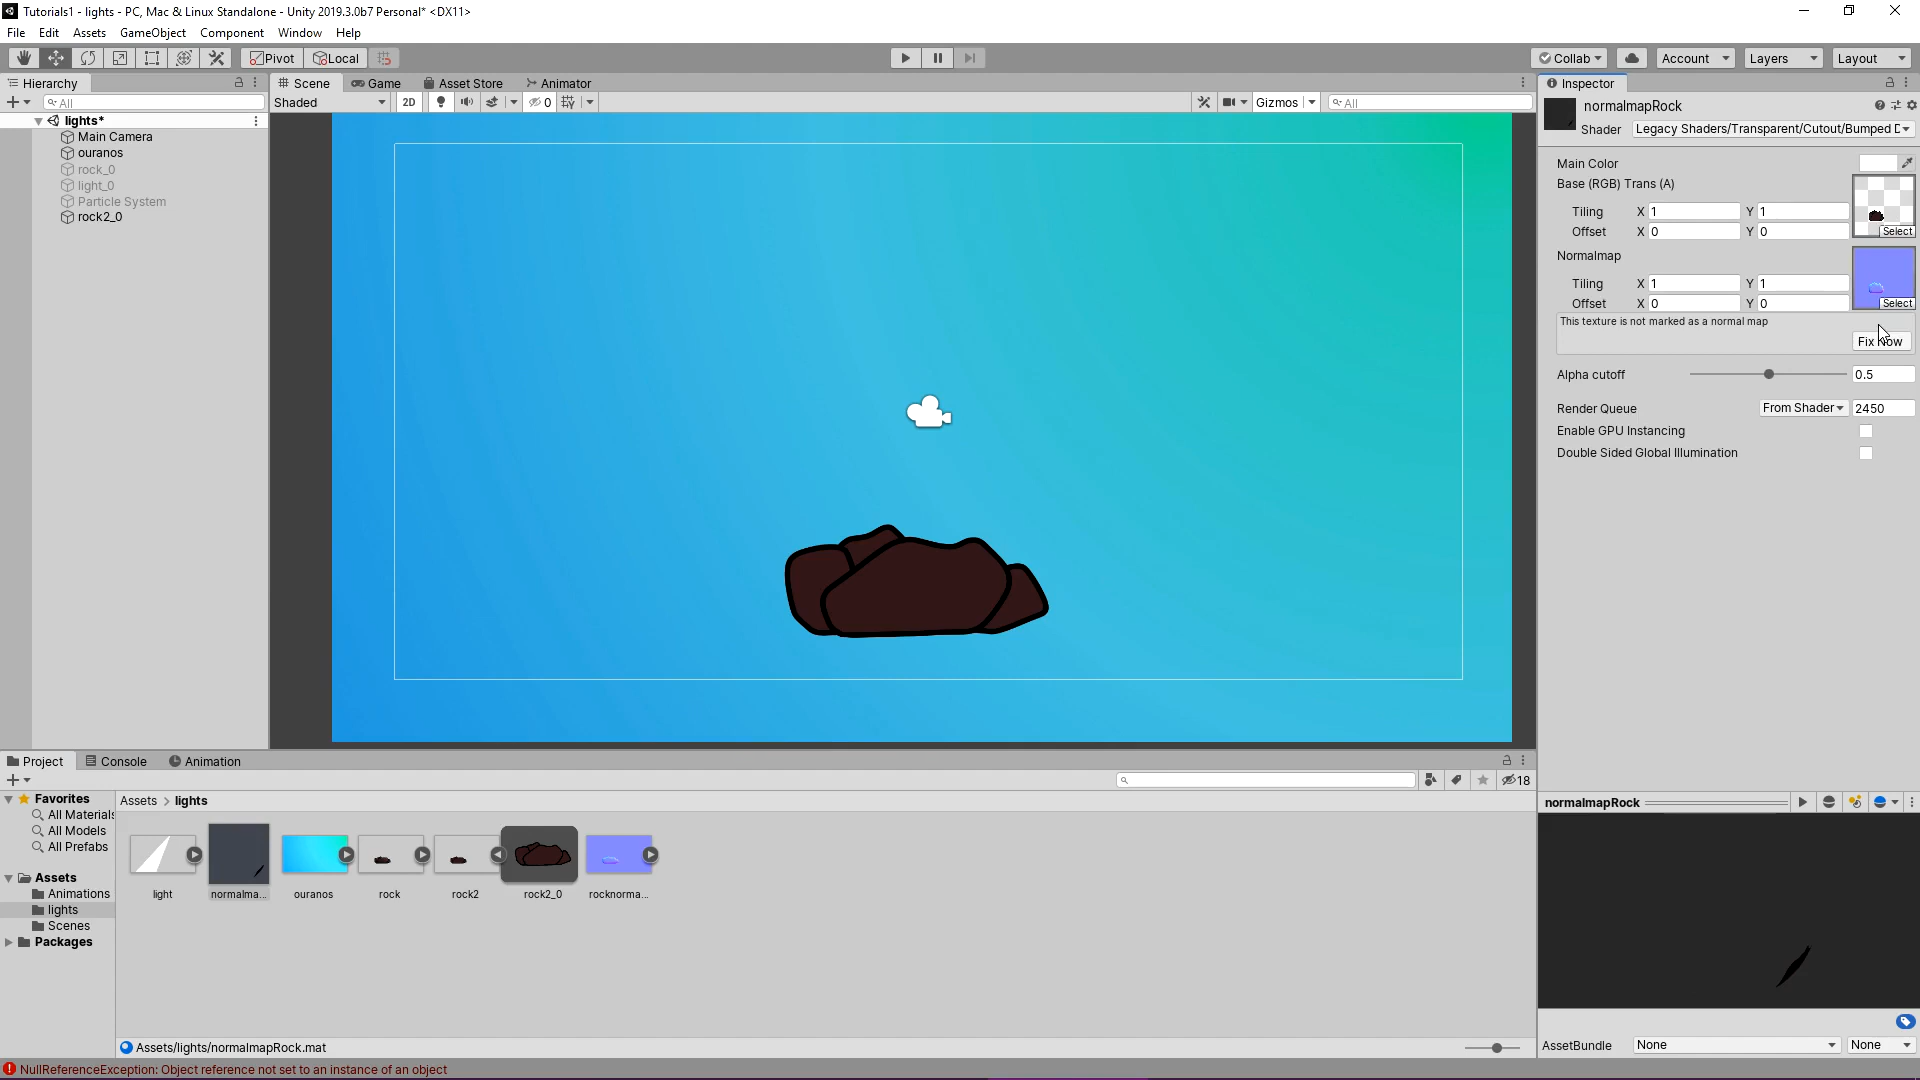 Tutorials1 - lights - PC, Mac & Linux Standalone - Unity 2019.3.0b7 Personal* <DX11>
File Edit Assets GameObject Component Window Help
Pivot Local Collab Account Layers Layout
Hierarchy
All
lights*
Main Camera
ouranos
rock_0
light_0
Particle System
rock2_0
Scene Game Asset Store Animator
Shaded 2D 0 Gizmos All
Inspector
normalmapRock
Shader Legacy Shaders/Transparent/Cutout/Bumped D
Main Color
Base (RGB) Trans (A)
Tiling X 1 Y 1
Offset X 0 Y 0
Select
Normalmap
Tiling X 1 Y 1
Offset X 0 Y 0
Select
This texture is not marked as a normal map
Fix Now
Alpha cutoff 0.5
Render Queue From Shader 2450
Enable GPU Instancing
Double Sided Global Illumination
Project Console Animation
18
Favorites
All Materials
All Models
All Prefabs
Assets
Animations
lights
Scenes
Packages
Assets > lights
light normalma... ouranos rock rock2 rock2_0 rocknorma...
Assets/lights/normalmapRock.mat
normalmapRock
AssetBundle None None
NullReferenceException: Object reference not set to an instance of an object